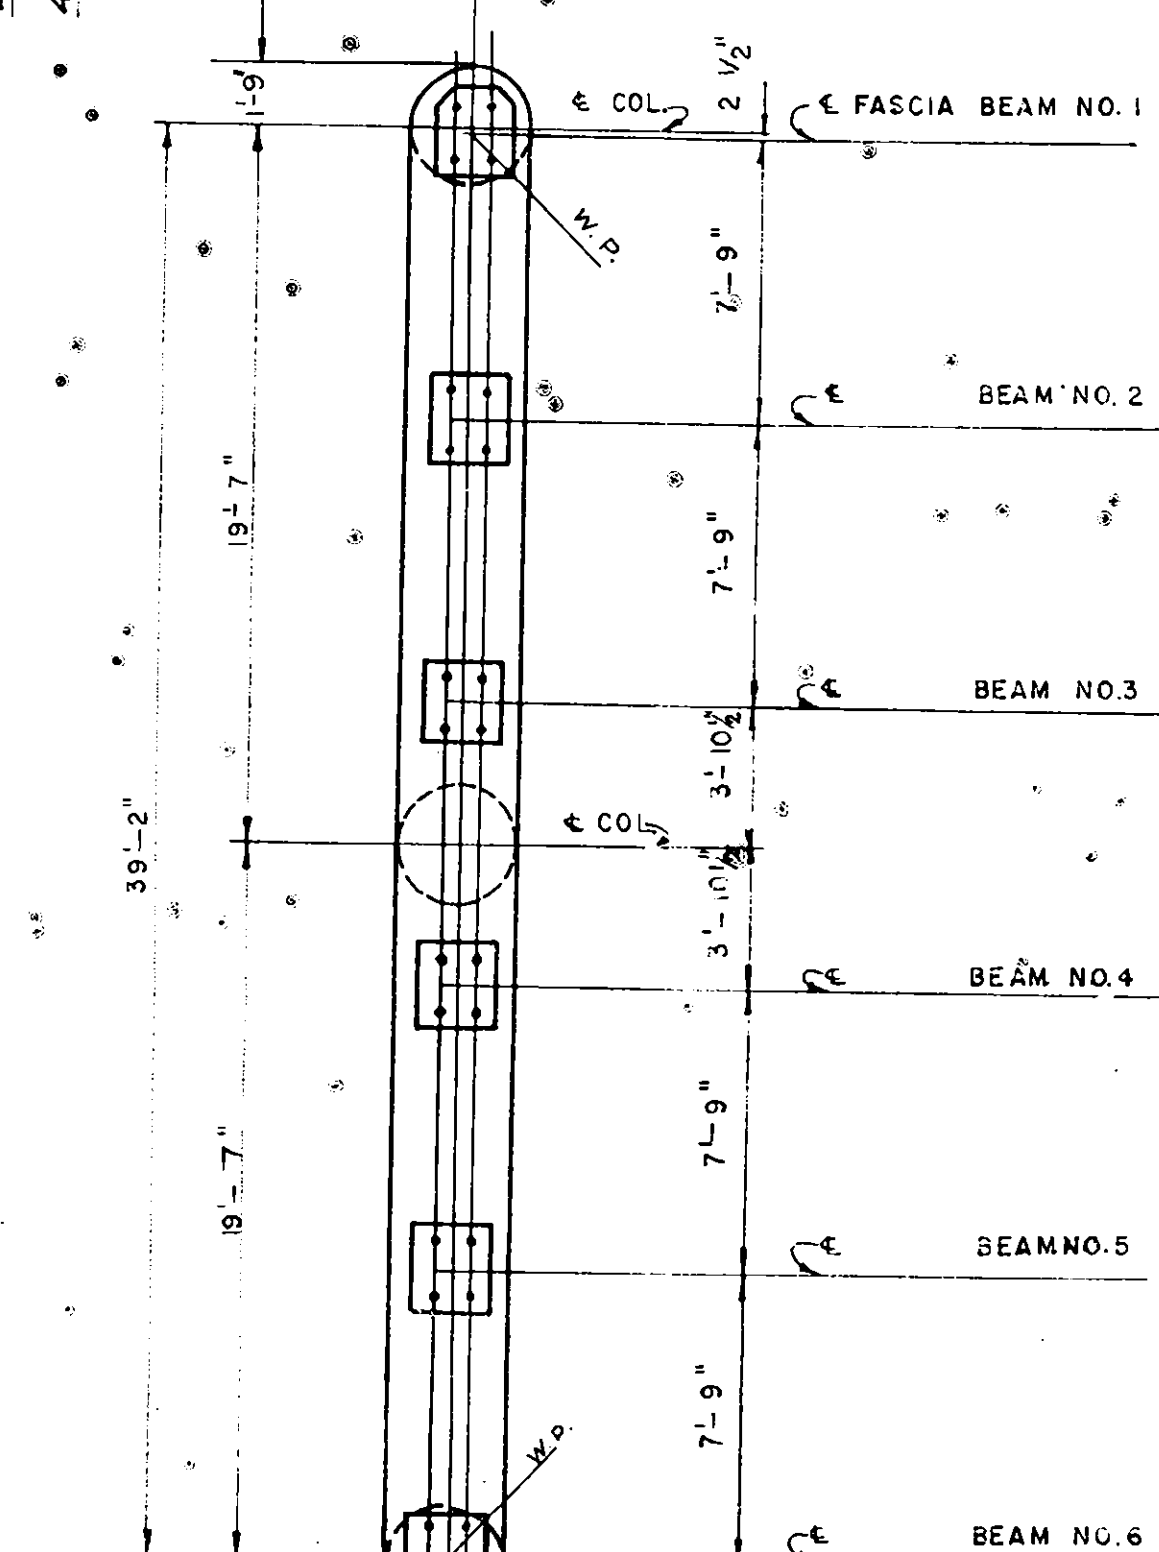 1'-9"
2 1/2"
℄ COL.
℄ FASCIA BEAM NO. 1
W. P.
7'-9"
℄ BEAM NO. 2
19'-7"
7'-9"
℄ BEAM NO.3
3'-10½"
℄ COL.
39'-2"
3'-10½"
℄ BEAM NO.4
7'-9"
19'-7"
℄ BEAM NO.5
7'-9"
W.P.
℄ BEAM NO.6